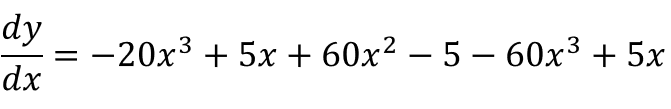 dy/dx = −20x³ + 5x + 60x² − 5 − 60x³ + 5x